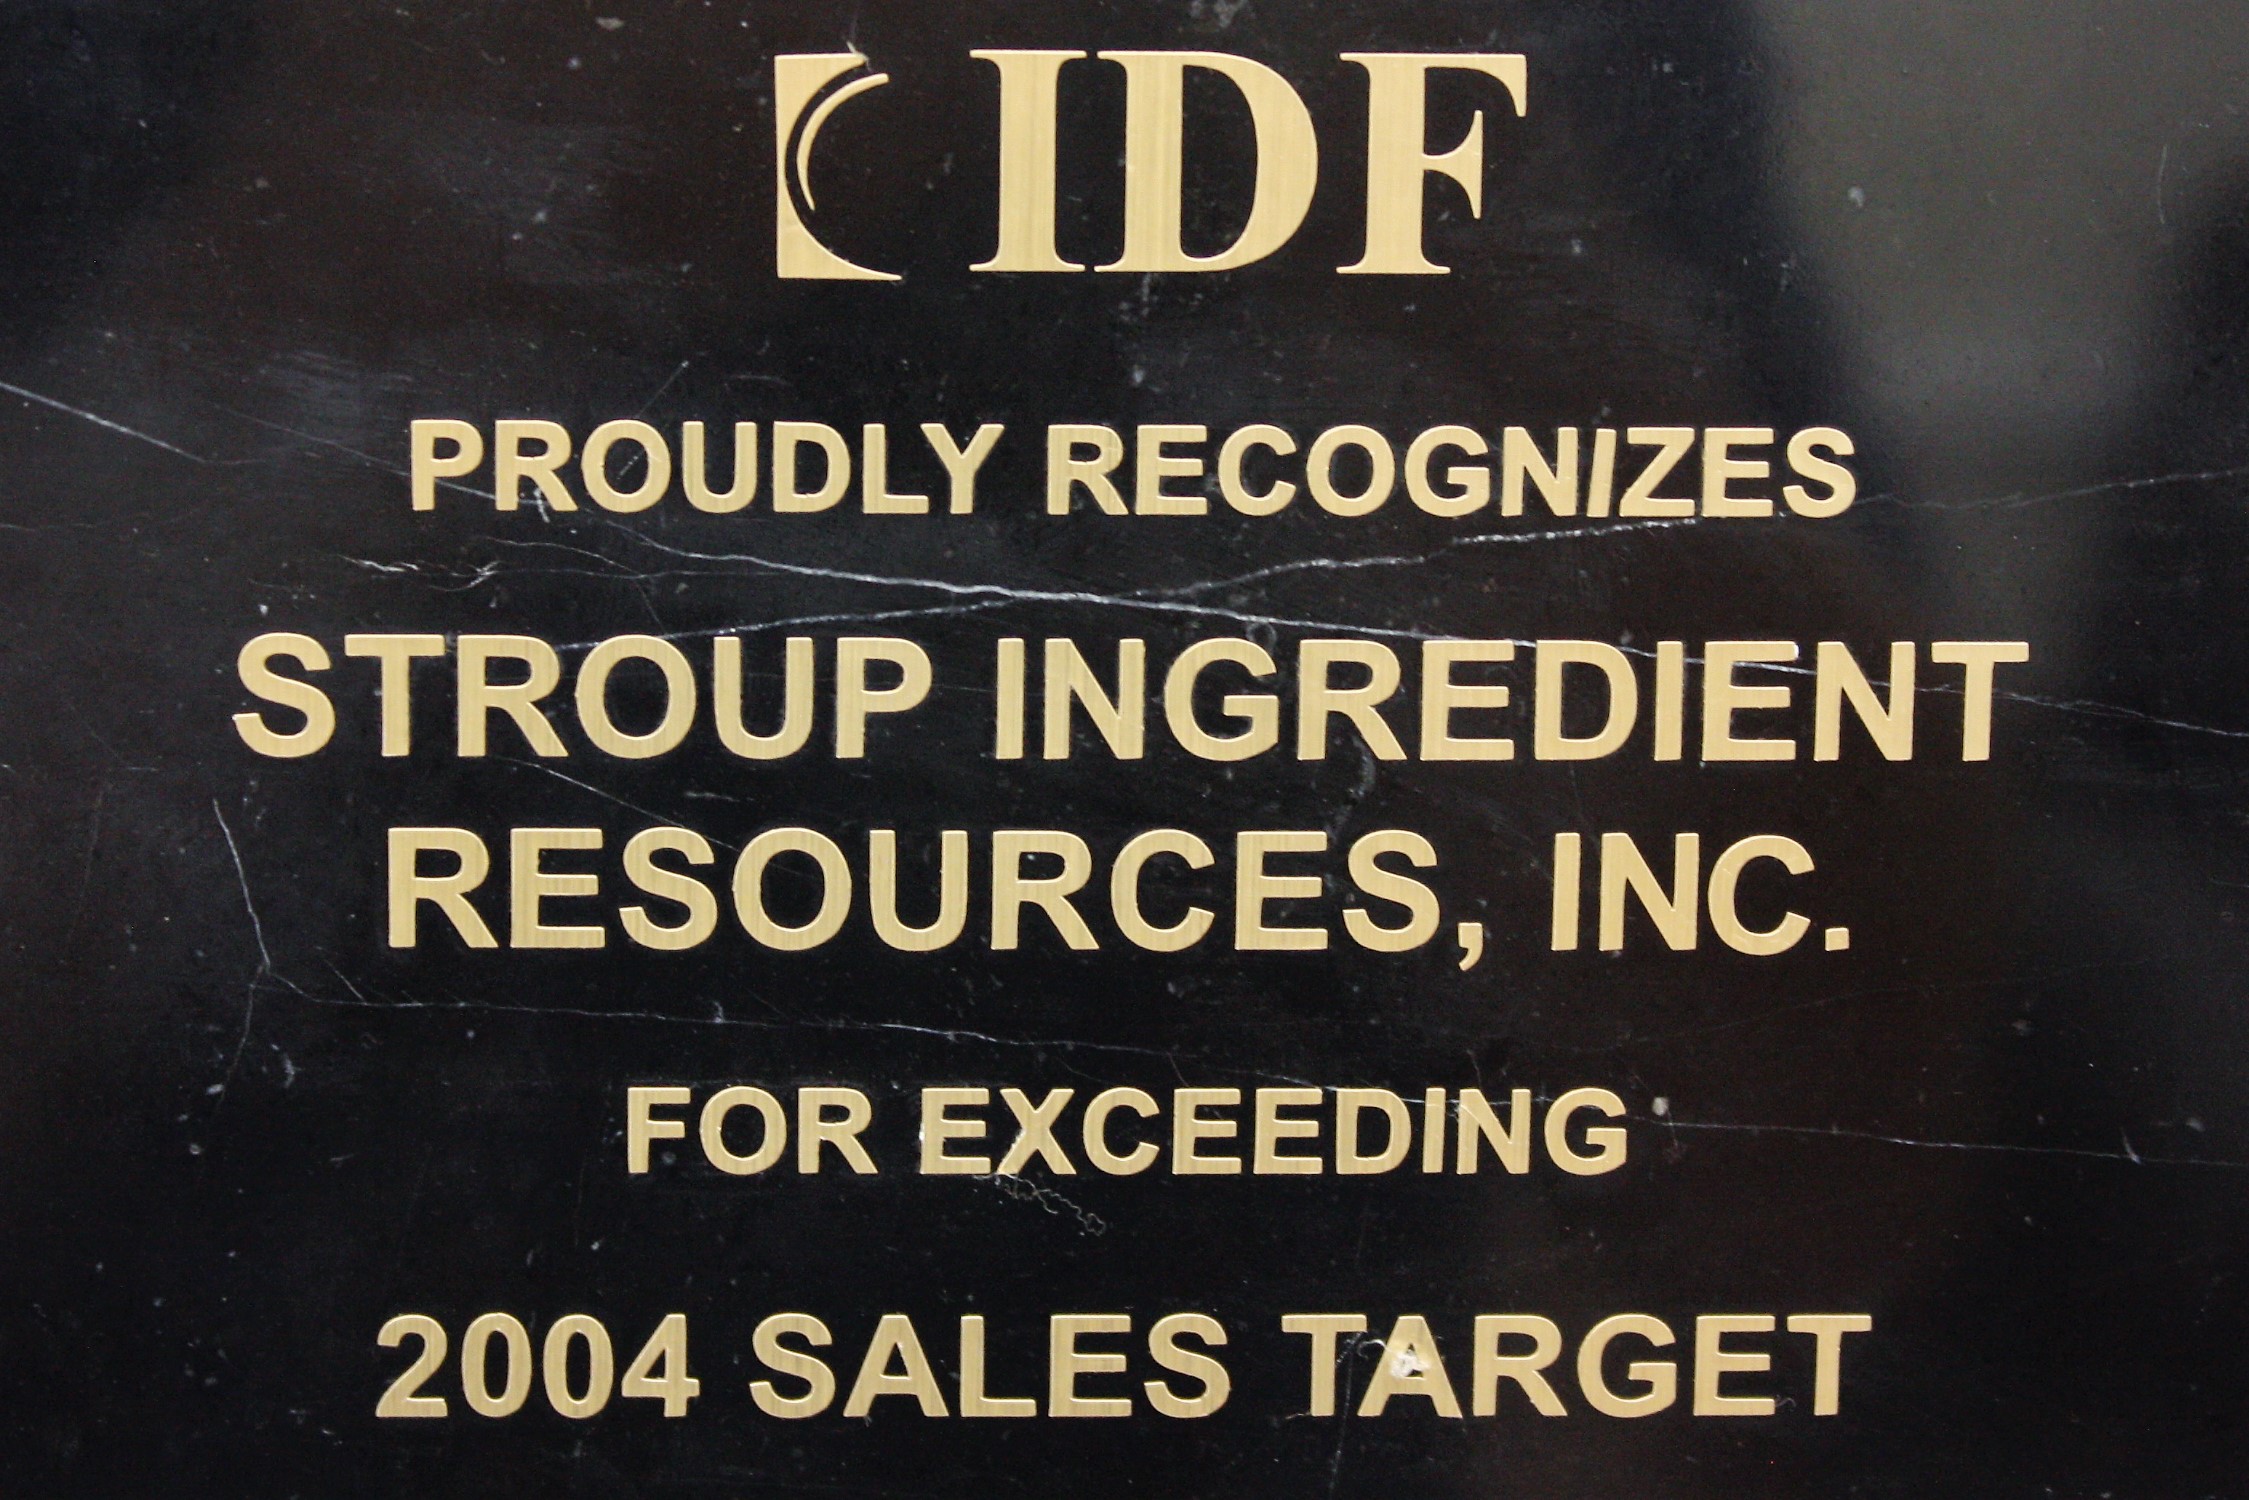 IDF
PROUDLY RECOGNIZES
STROUP INGREDIENT
RESOURCES, INC.
FOR EXCEEDING
2004 SALES TARGET